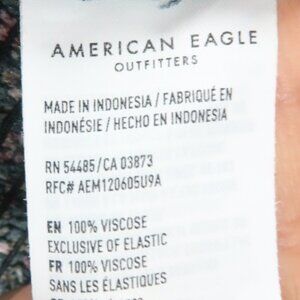 AMERICAN EAGLE
OUTFITTERS
MADE IN INDONESIA / FABRIQUÉ EN
INDONÉSIE / HECHO EN INDONESIA
RN 54485/CA 03873
RFC# AEM120605U9A
EN 100% VISCOSE
EXCLUSIVE OF ELASTIC
FR 100% VISCOSE
SANS LES ÉLASTIQUES